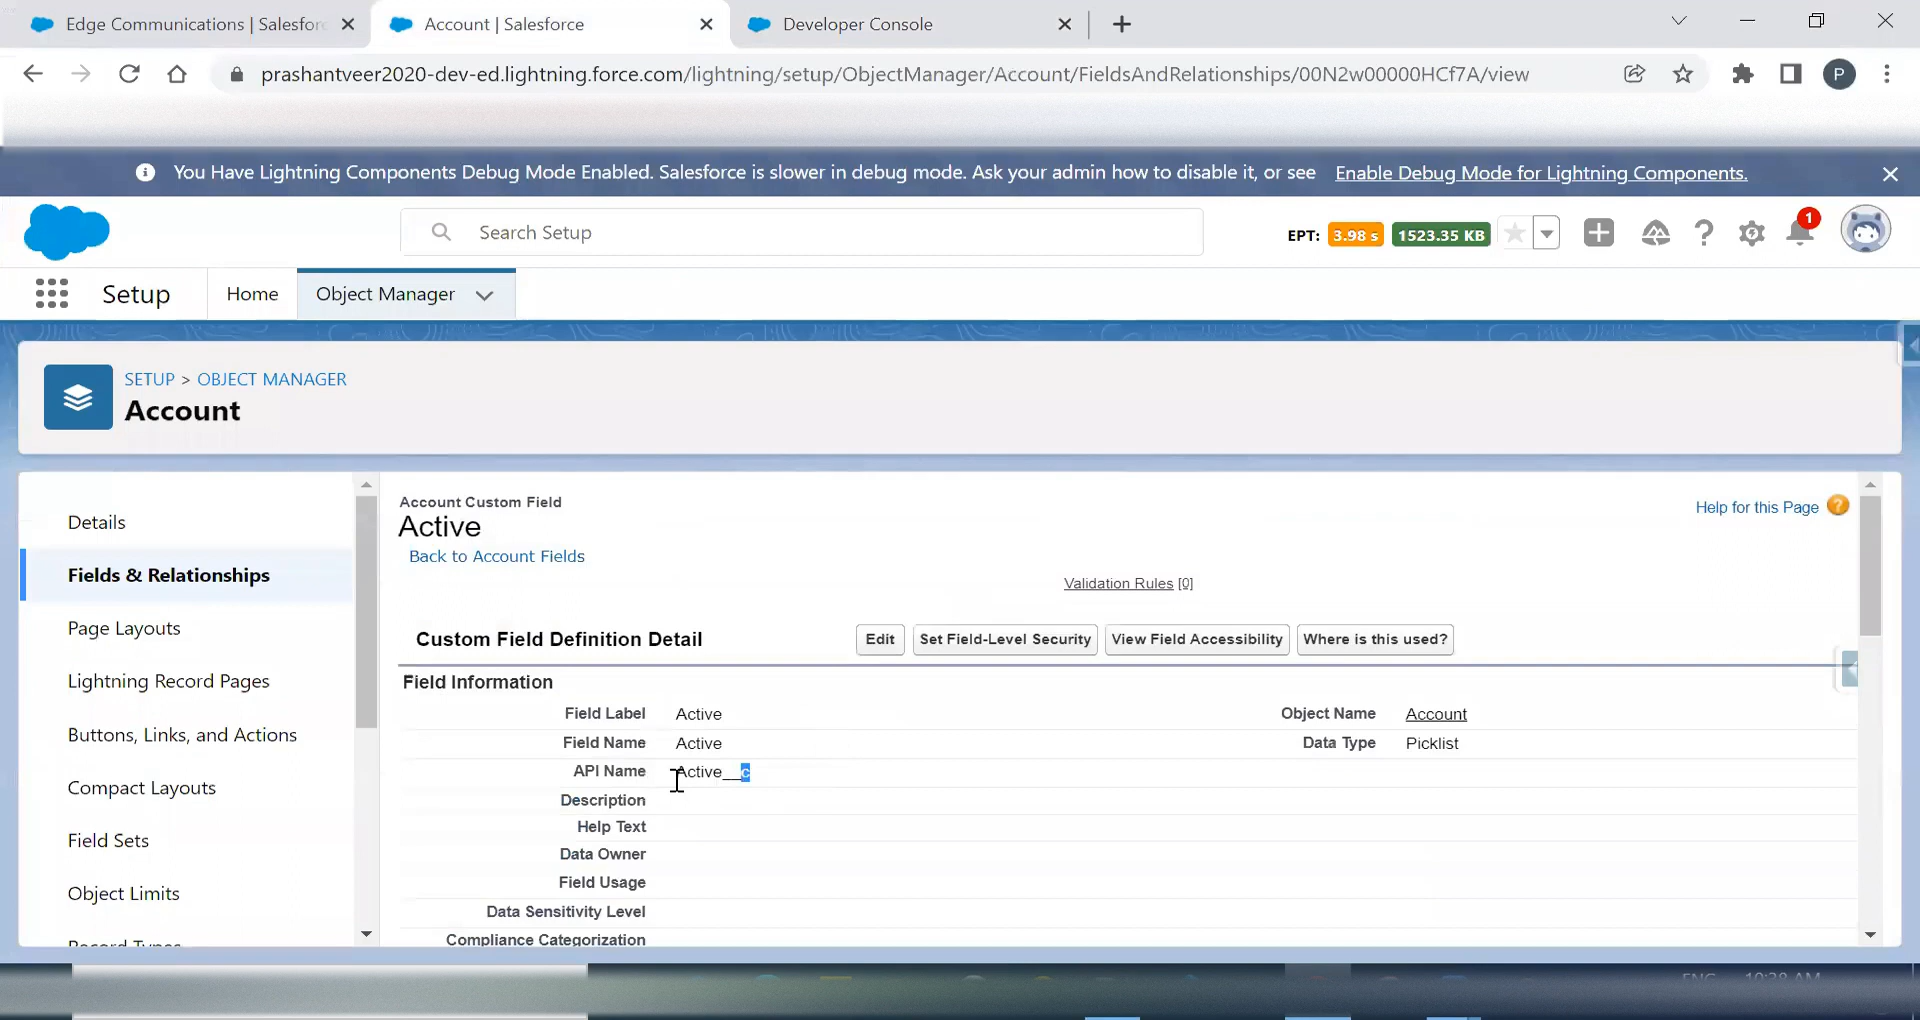 Edge Communications | Salesfor
Account | Salesforce
Developer Console
prashantveer2020-dev-ed.lightning.force.com/lightning/setup/ObjectManager/Account/FieldsAndRelationships/00N2w00000HCf7A/view
P
You Have Lightning Components Debug Mode Enabled. Salesforce is slower in debug mode. Ask your admin how to disable it, or see Enable Debug Mode for Lightning Components.
Search Setup
EPT: 3.98 s 1523.35 KB
1
Setup
Home
Object Manager
SETUP > OBJECT MANAGER
Account
Details
Fields & Relationships
Page Layouts
Lightning Record Pages
Buttons, Links, and Actions
Compact Layouts
Field Sets
Object Limits
Record Types
Account Custom Field
Active
Back to Account Fields
Help for this Page ?
Validation Rules [0]
Custom Field Definition Detail
Edit
Set Field-Level Security
View Field Accessibility
Where is this used?
Field Information
Field Label Active
Object Name Account
Field Name Active
Data Type Picklist
API Name Active__c
Description
Help Text
Data Owner
Field Usage
Data Sensitivity Level
Compliance Categorization
ENG 10:38 AM